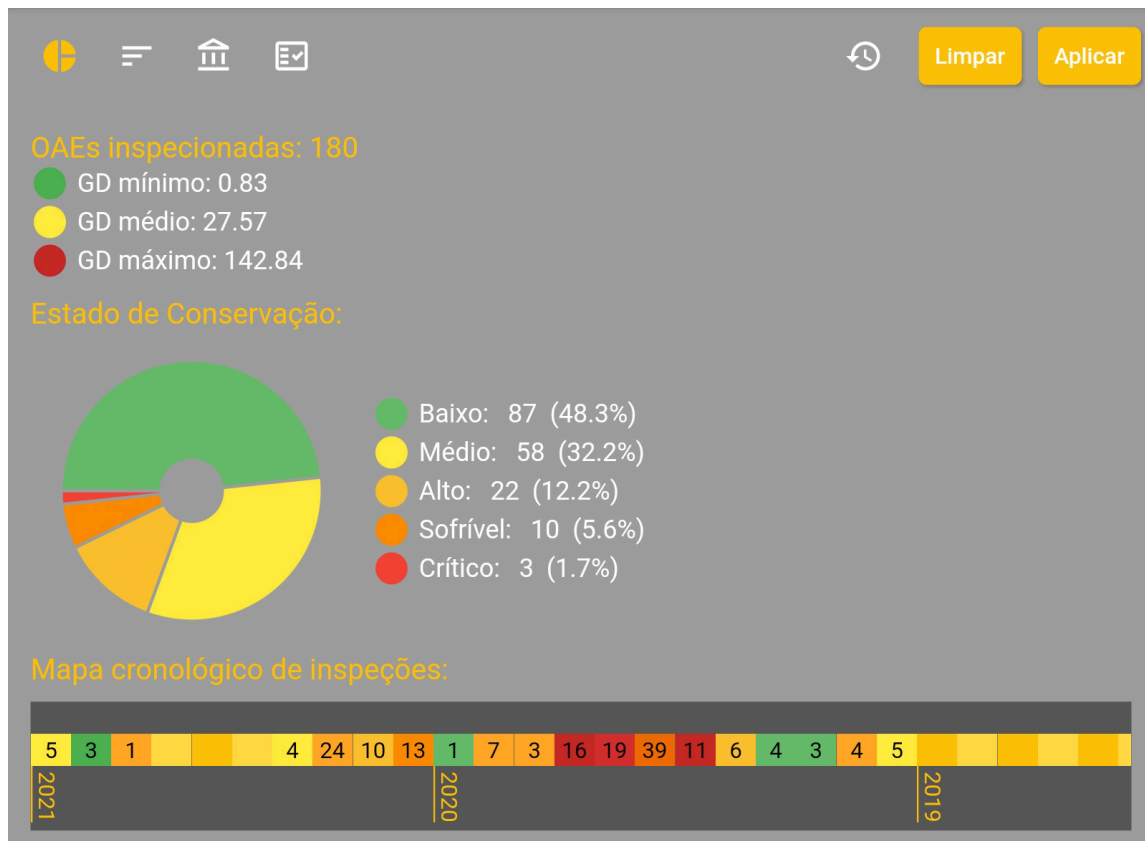 Limpar Aplicar
OAEs inspecionadas: 180
GD mínimo: 0.83
GD médio: 27.57
GD máximo: 142.84
Estado de Conservação:
Baixo: 87 (48.3%)
Médio: 58 (32.2%)
Alto: 22 (12.2%)
Sofrível: 10 (5.6%)
Crítico: 3 (1.7%)
Mapa cronológico de inspeções:
5 3 1 4 24 10 13 1 7 3 16 19 39 11 6 4 3 4 5
2021 2020 2019